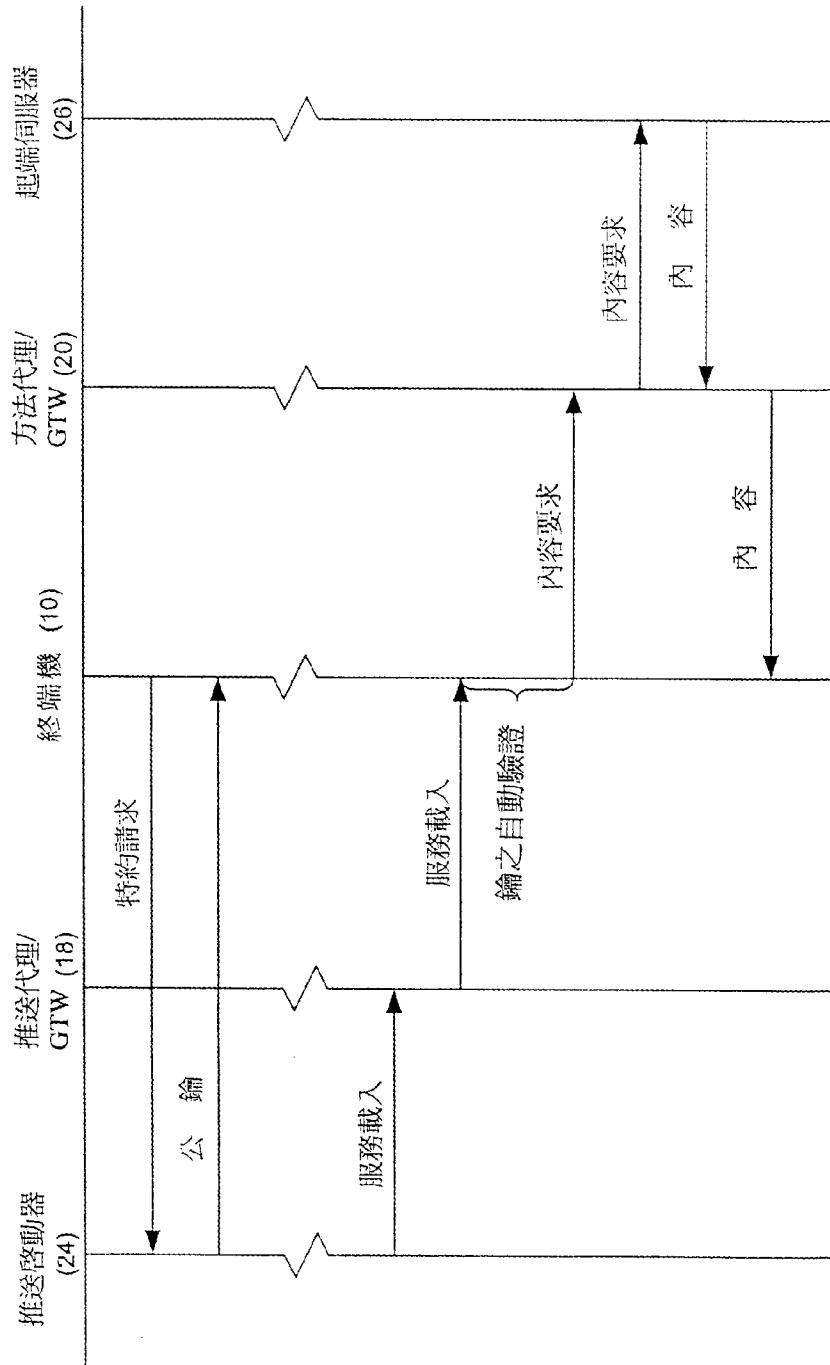 推送啓動器
(24)
推送代理/
GTW (18)
終端機 (10)
方法代理/
GTW (20)
起端伺服器
(26)
特約請求
公鑰
服務載入
服務載入
鑰之自動驗證
內容要求
內容要求
內容
內容